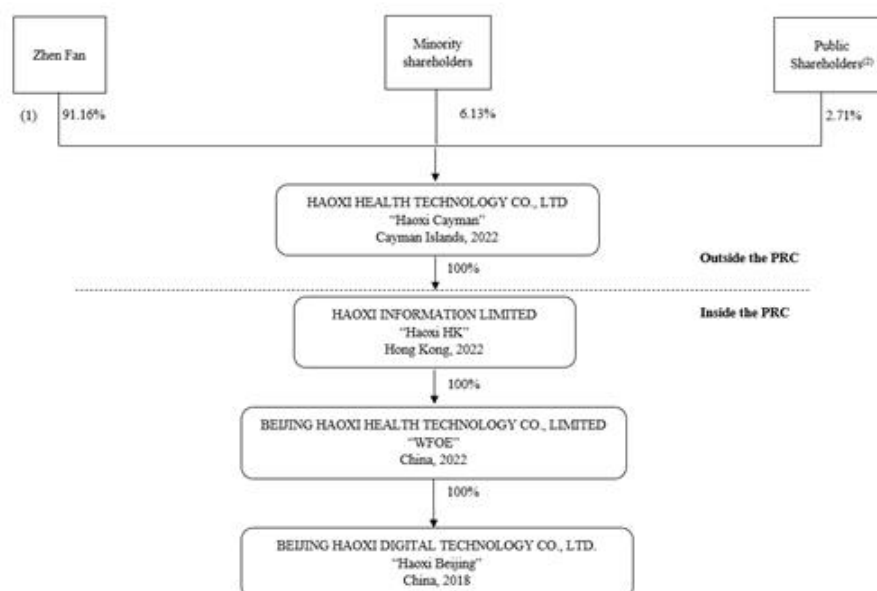 Zhen Fan
Minority
shareholders
Public
Shareholders(2)
(1) 91.16%
6.13%
2.71%
HAOXI HEALTH TECHNOLOGY CO., LTD
“Haoxi Cayman”
Cayman Islands, 2022
Outside the PRC
100%
Inside the PRC
HAOXI INFORMATION LIMITED
“Haoxi HK”
Hong Kong, 2022
100%
BEIJING HAOXI HEALTH TECHNOLOGY CO., LIMITED
“WFOE”
China, 2022
100%
BEIJING HAOXI DIGITAL TECHNOLOGY CO., LTD.
“Haoxi Beijing”
China, 2018